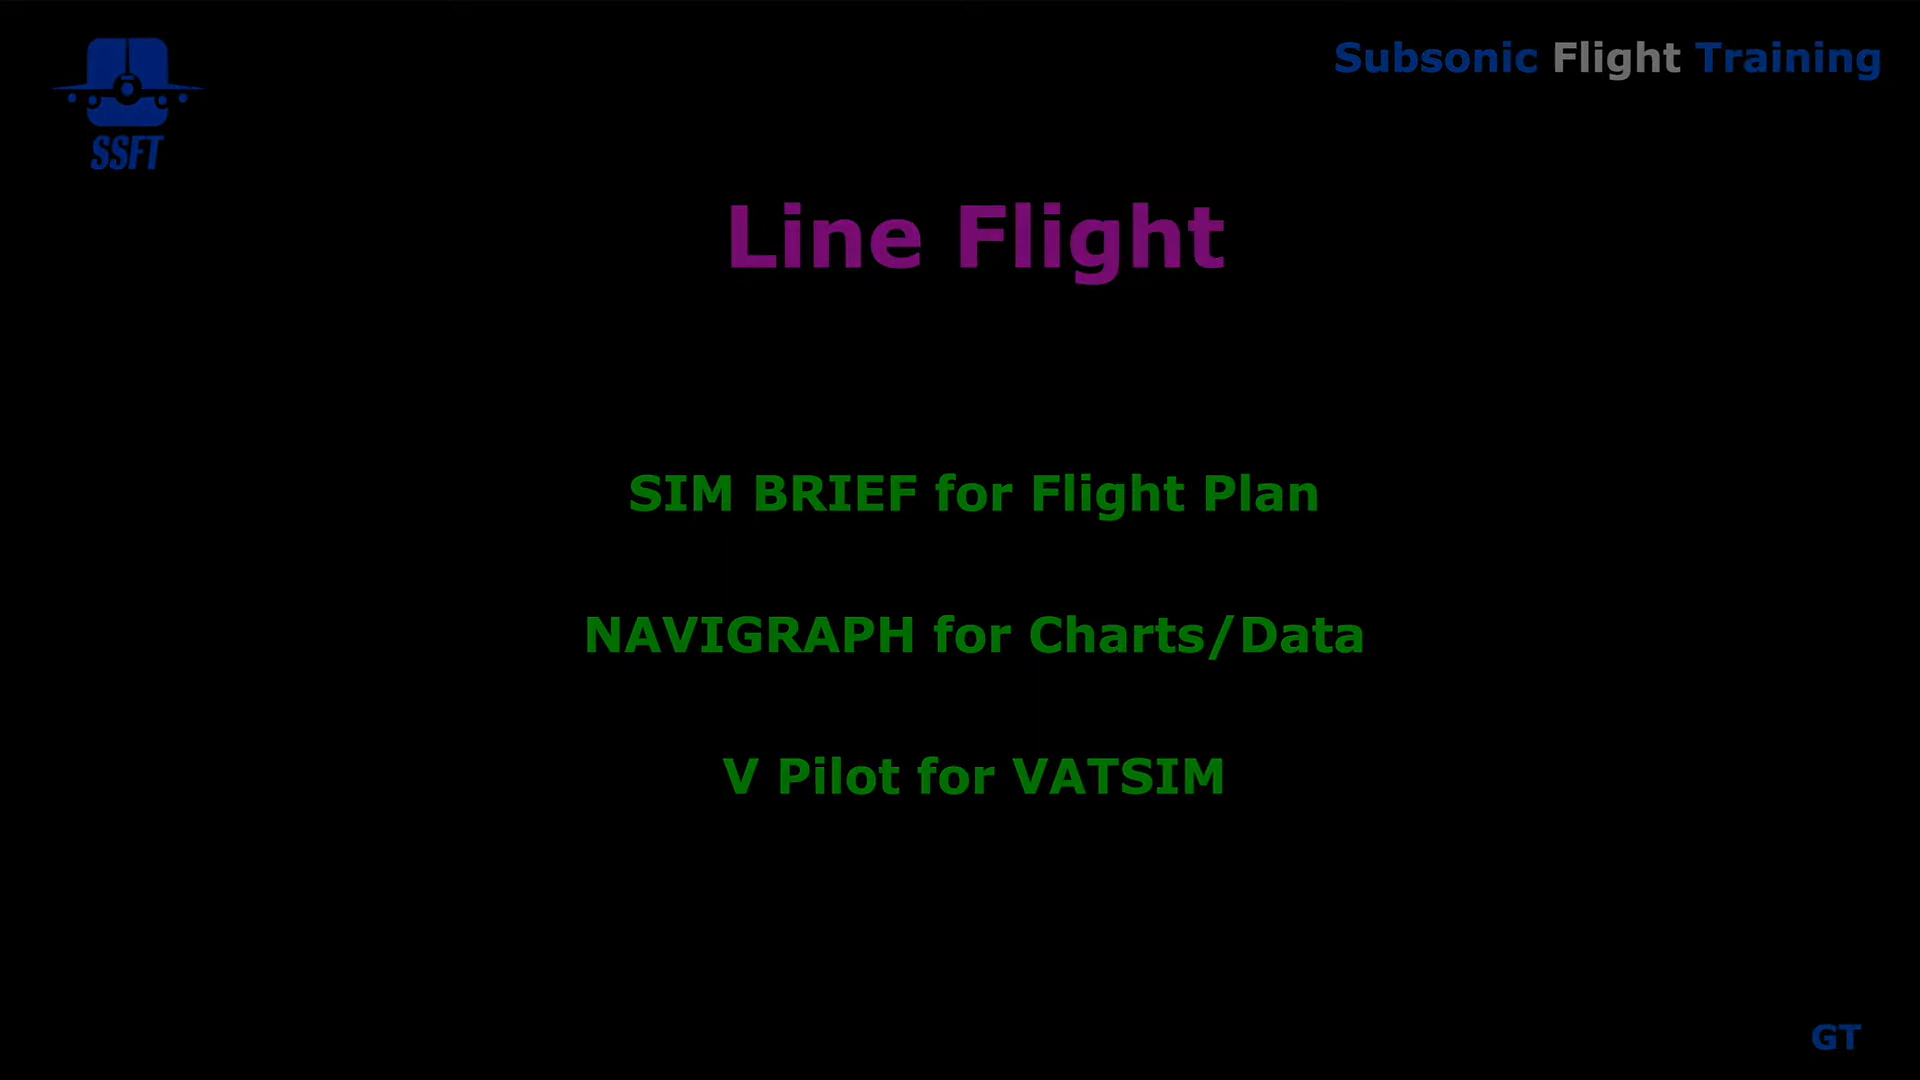 SSFT
Subsonic Flight Training
Line Flight
SIM BRIEF for Flight Plan
NAVIGRAPH for Charts/Data
V Pilot for VATSIM
GT